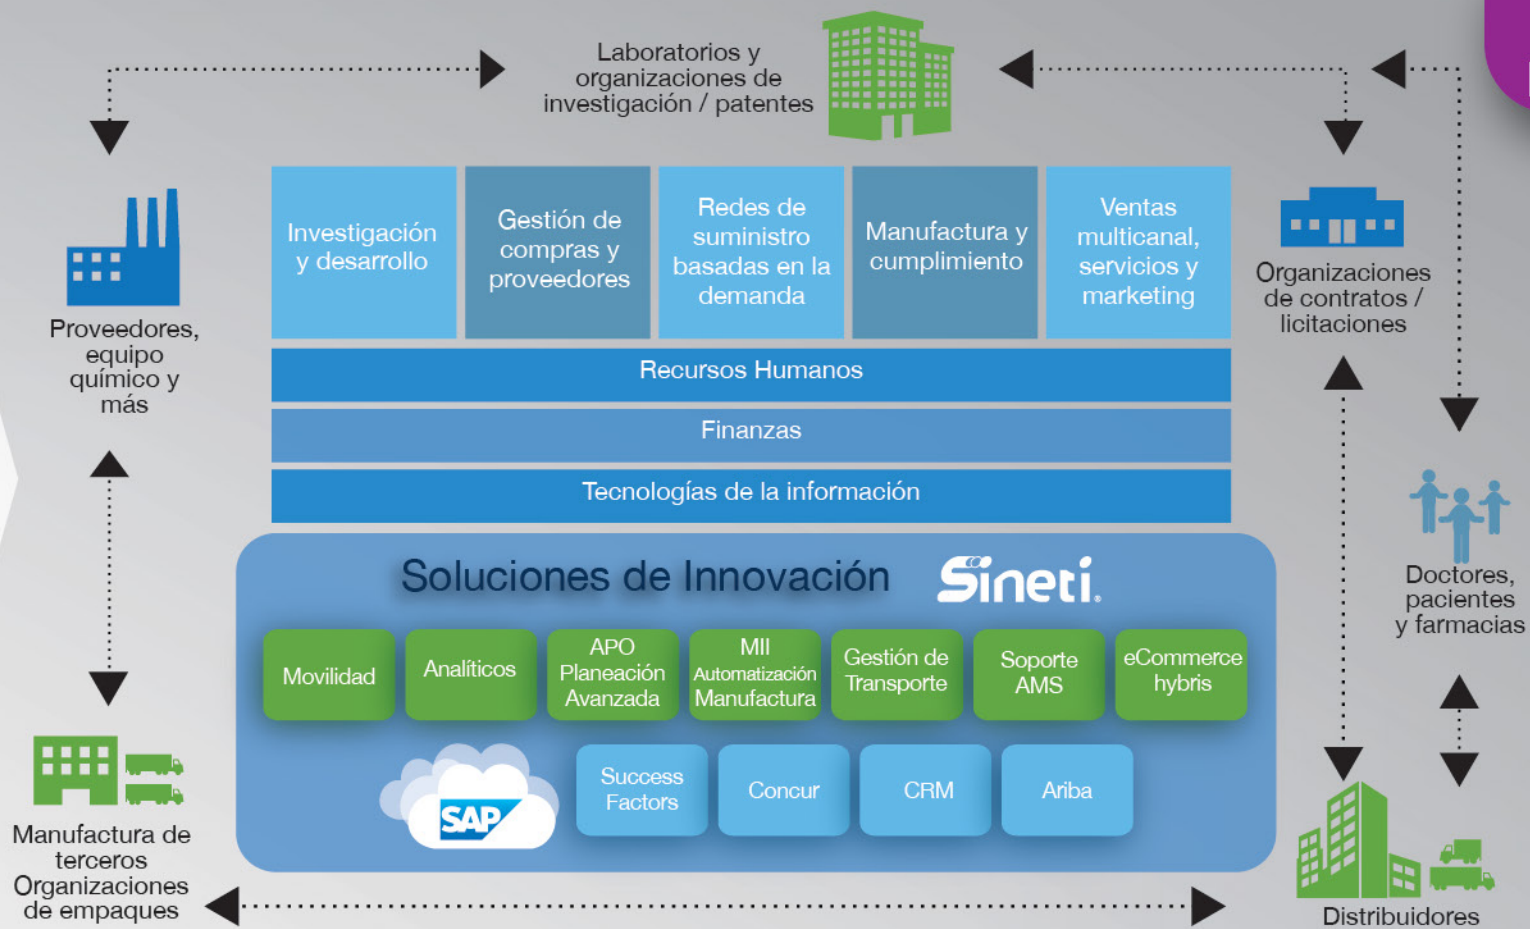 Laboratorios y
organizaciones de
investigación / patentes
Investigación
y desarrollo
Gestión de
compras y
proveedores
Redes de
suministro
basadas en la
demanda
Manufactura y
cumplimiento
Ventas
multicanal,
servicios y
marketing
Proveedores,
equipo
químico y
más
Organizaciones
de contratos /
licitaciones
Recursos Humanos
Finanzas
Tecnologías de la información
Doctores,
pacientes
y farmacias
Soluciones de Innovación
Sineti®
Movilidad
Analíticos
APO
Planeación
Avanzada
MII
Automatización
Manufactura
Gestión de
Transporte
Soporte
AMS
eCommerce
hybris
SAP
Success
Factors
Concur
CRM
Ariba
Manufactura de
terceros
Organizaciones
de empaques
Distribuidores